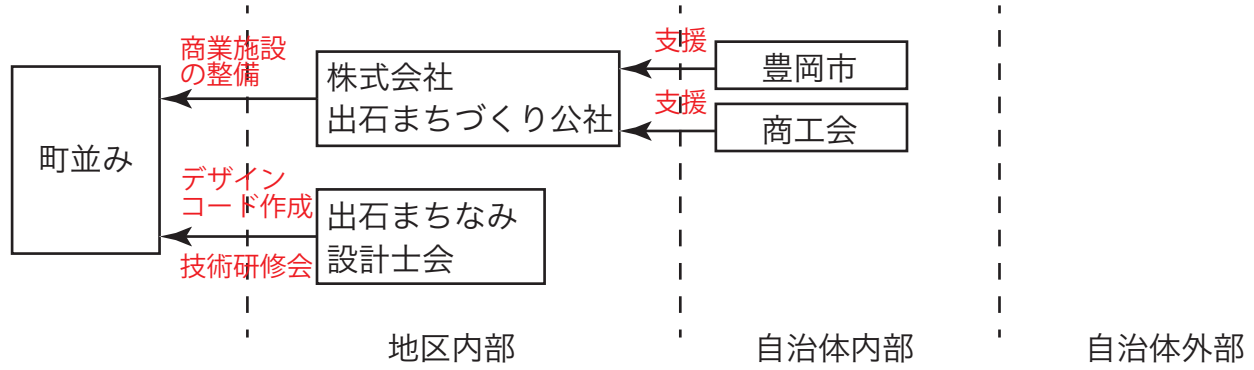 商業施設
の整備
支援
豊岡市
株式会社
出石まちづくり公社
支援
商工会
町並み
デザイン
コード作成
出石まちなみ
設計士会
技術研修会
地区内部
自治体内部
自治体外部